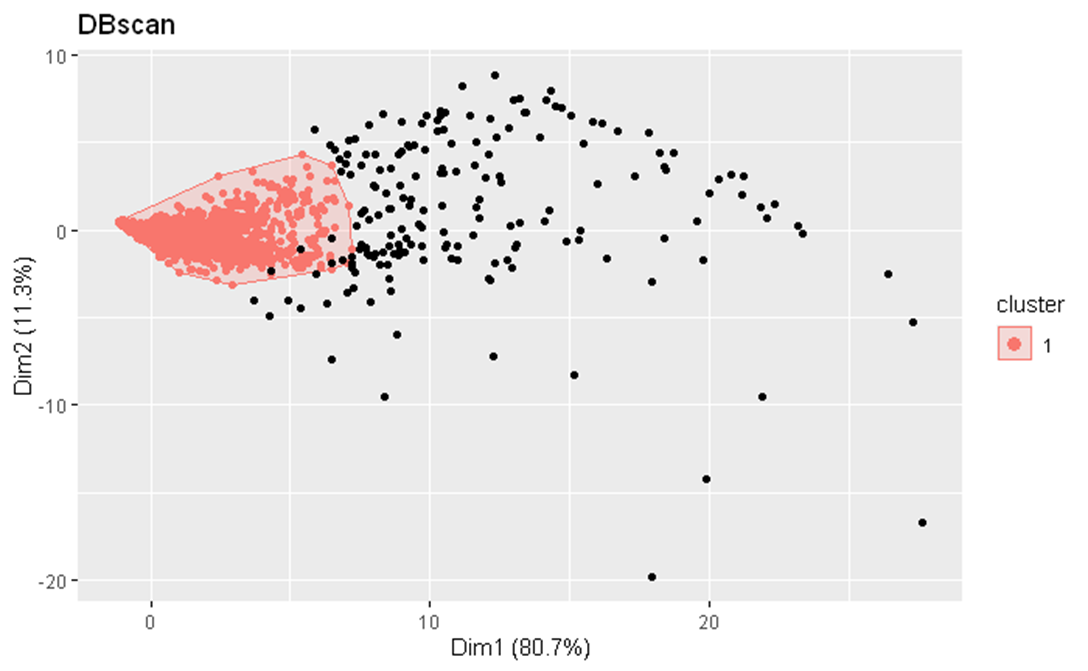 DBscan
10
0
-10
-20
Dim2 (11.3%)
0 10 20
Dim1 (80.7%)
cluster
1